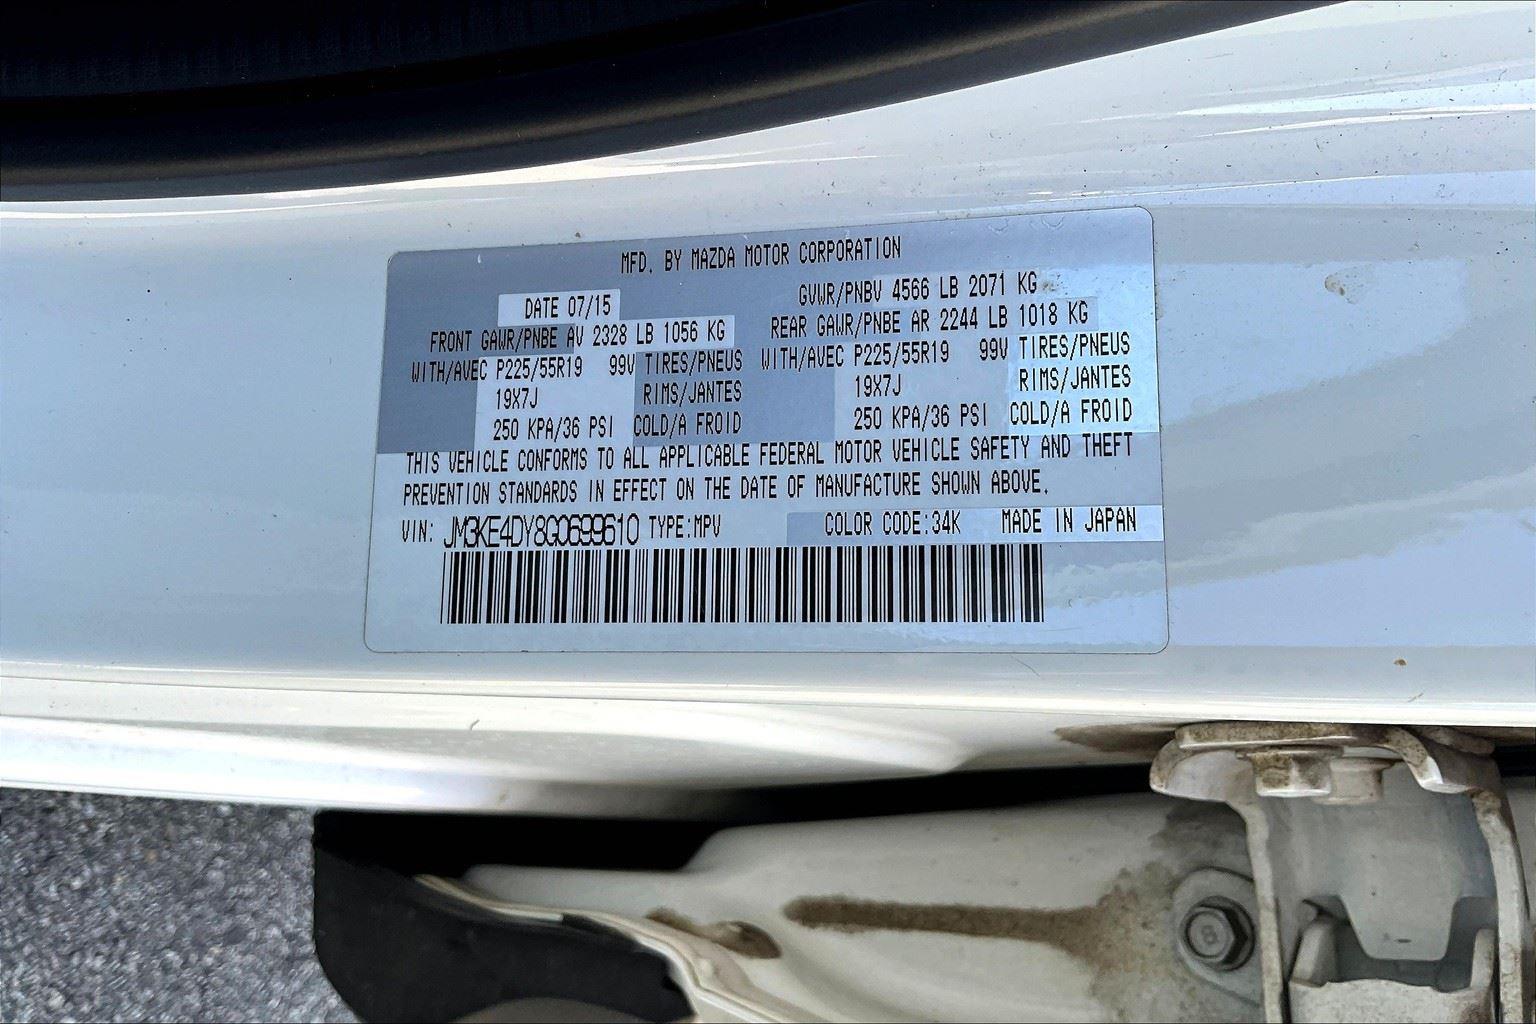 MFD. BY MAZDA MOTOR CORPORATION
DATE 07/15 GVWR/PNBV 4566 LB 2071 KG
FRONT GAWR/PNBE AV 2328 LB 1056 KG REAR GAWR/PNBE AR 2244 LB 1018 KG
WITH/AVEC P225/55R19 99V TIRES/PNEUS WITH/AVEC P225/55R19 99V TIRES/PNEUS
19X7J RIMS/JANTES 19X7J RIMS/JANTES
250 KPA/36 PSI COLD/A FROID 250 KPA/36 PSI COLD/A FROID
THIS VEHICLE CONFORMS TO ALL APPLICABLE FEDERAL MOTOR VEHICLE SAFETY AND THEFT
PREVENTION STANDARDS IN EFFECT ON THE DATE OF MANUFACTURE SHOWN ABOVE.
VIN: JM3KE4DY8G0699610 TYPE:MPV COLOR CODE:34K MADE IN JAPAN
8